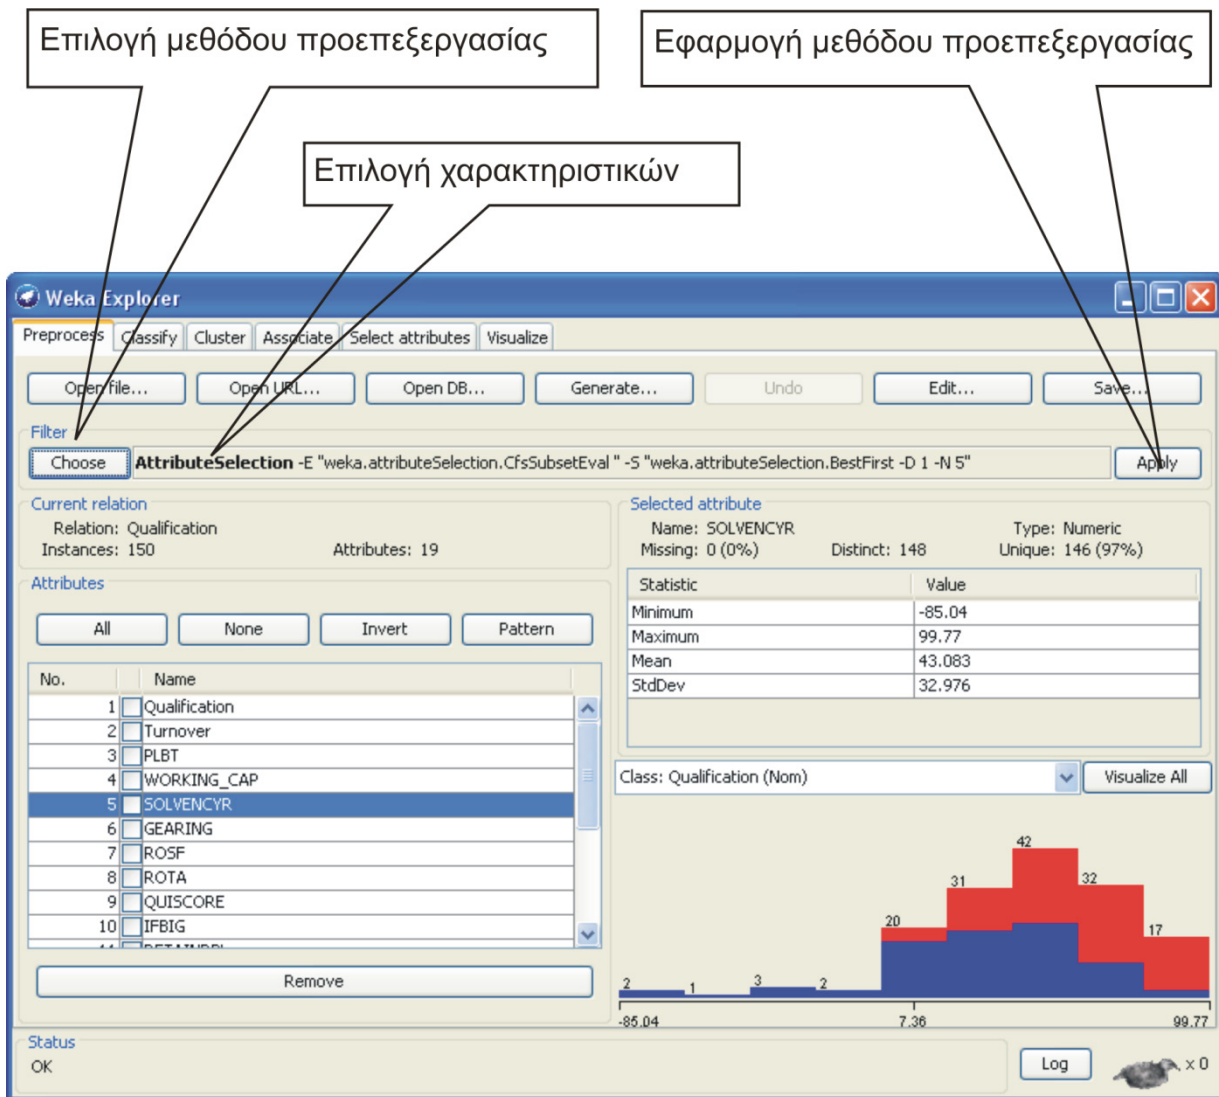 Επιλογή μεθόδου προεπεξεργασίας
Εφαρμογή μεθόδου προεπεξεργασίας
Επιλογή χαρακτηριστικών
Weka Explorer
Preprocess Classify Cluster Associate Select attributes Visualize
Open file... Open URL... Open DB... Generate... Undo Edit... Save...
Filter
Choose AttributeSelection -E "weka.attributeSelection.CfsSubsetEval " -S "weka.attributeSelection.BestFirst -D 1 -N 5" Apply
Current relation
Relation: Qualification
Instances: 150 Attributes: 19
Selected attribute
Name: SOLVENCYR Type: Numeric
Missing: 0 (0%) Distinct: 148 Unique: 146 (97%)
Statistic Value
Minimum -85.04
Maximum 99.77
Mean 43.083
StdDev 32.976
Attributes
All None Invert Pattern
No. Name
1 Qualification
2 Turnover
3 PLBT
4 WORKING_CAP
5 SOLVENCYR
6 GEARING
7 ROSF
8 ROTA
9 QUISCORE
10 IFBIG
Remove
Class: Qualification (Nom) Visualize All
2 1 3 2 20 31 42 32 17
-85.04 7.36 99.77
Status
OK
Log x 0